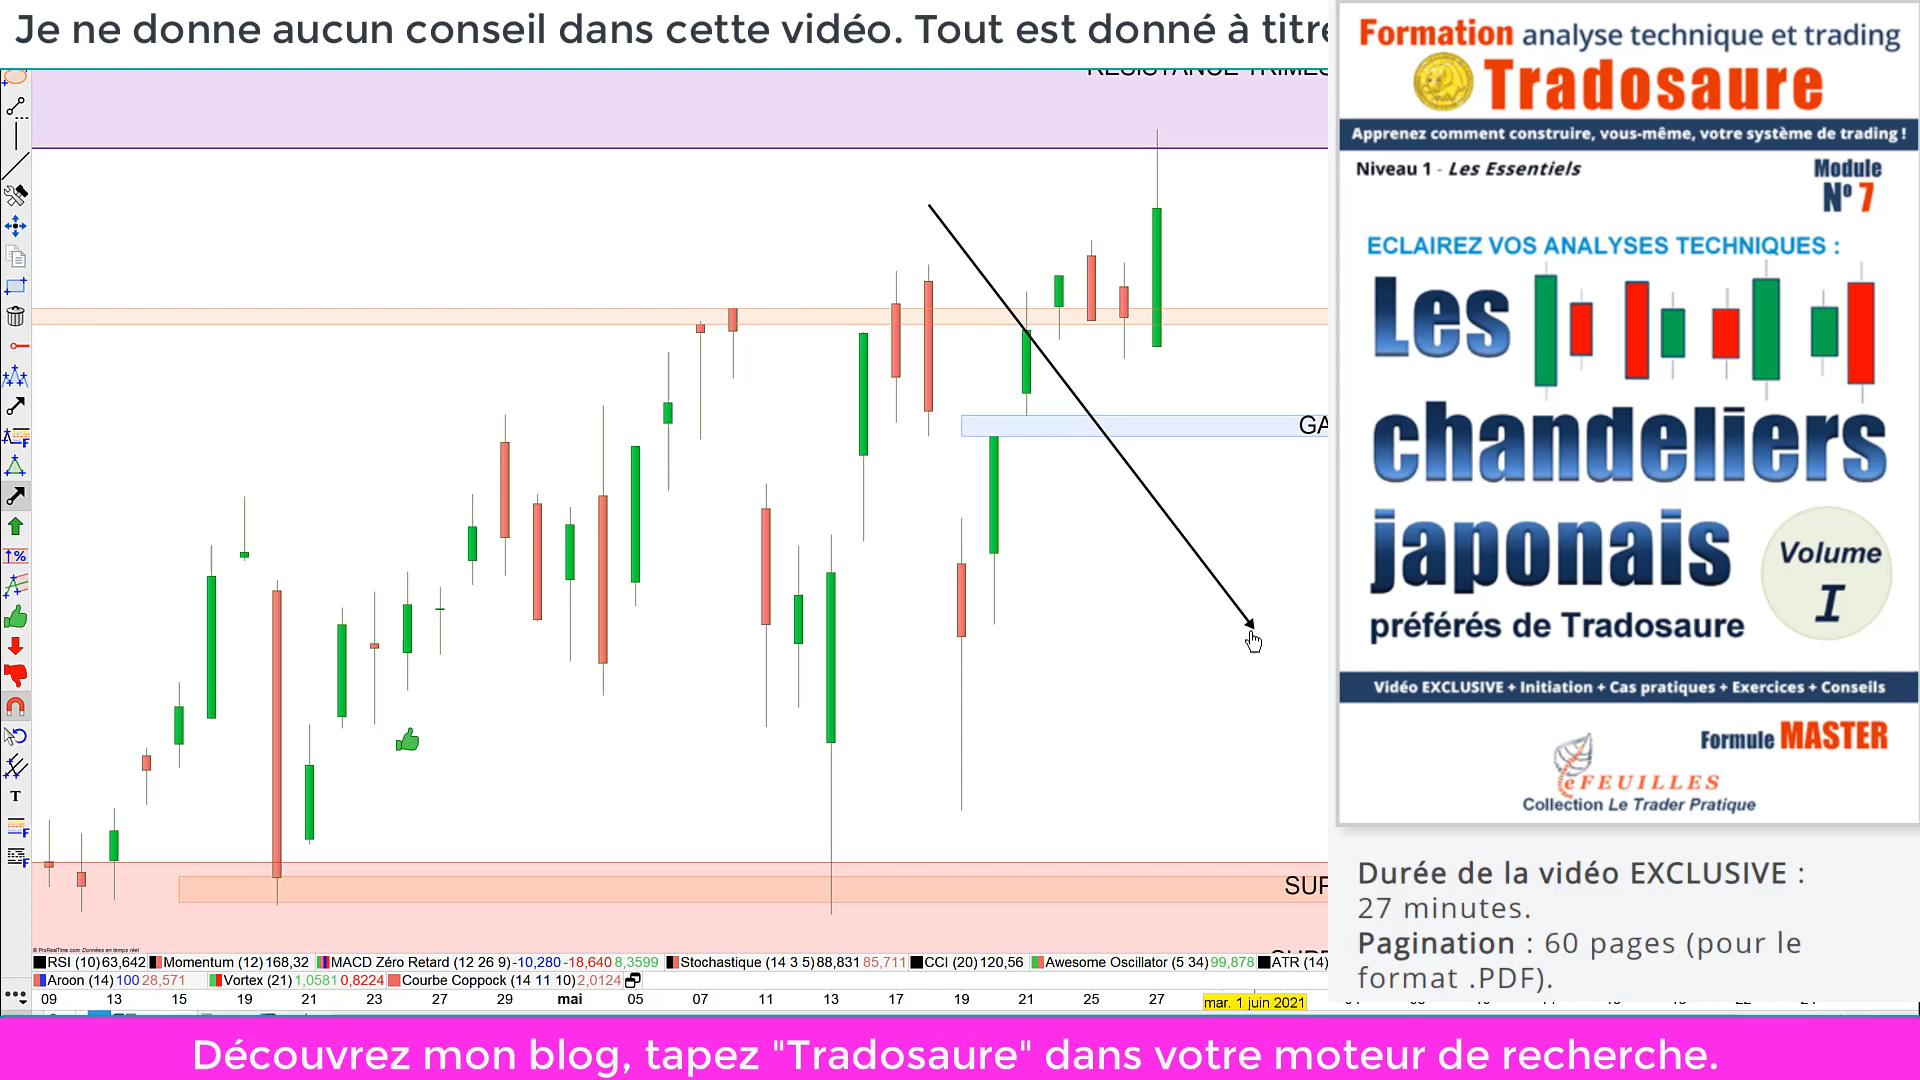 Je ne donne aucun conseil dans cette vidéo. Tout est donné à titre
Formation analyse technique et trading
Tradosaure
Apprenez comment construire, vous-même, votre système de trading !
Niveau 1 - Les Essentiels
Module
N° 7
ECLAIREZ VOS ANALYSES TECHNIQUES :
Les
chandeliers
japonais
Volume
I
préférés de Tradosaure
Vidéo EXCLUSIVE + Initiation + Cas pratiques + Exercices + Conseils
Formule MASTER
eFEUILLES
Collection Le Trader Pratique
Durée de la vidéo EXCLUSIVE :
27 minutes.
Pagination : 60 pages (pour le
format .PDF).
GA
SUP
© ProRealTime.com Données en temps réel
RSI (10) 63,642 Momentum (12) 168,32 MACD Zéro Retard (12 26 9) -10,280 -18,640 8,3599 Stochastique (14 3 5) 88,831 85,711 CCI (20) 120,56 Awesome Oscillator (5 34) 99,878 ATR (14)
Aroon (14) 100 28,571 Vortex (21) 1,0581 0,8224 Courbe Coppock (14 11 10) 2,0124
09 13 15 19 21 23 27 29 mai 05 07 11 13 17 19 21 25 27 mar. 1 juin 2021
Découvrez mon blog, tapez "Tradosaure" dans votre moteur de recherche.